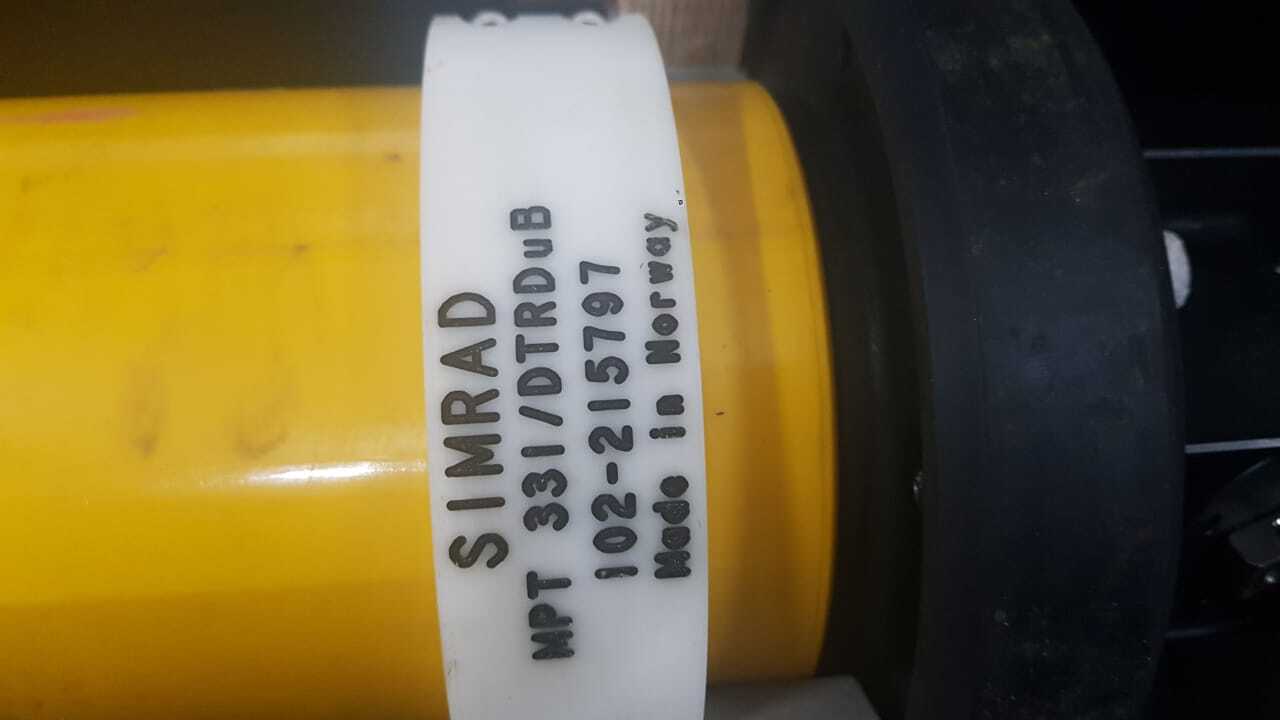 SIMRAD
MPT 331/DTRDuB
102-215797
Made in Norway